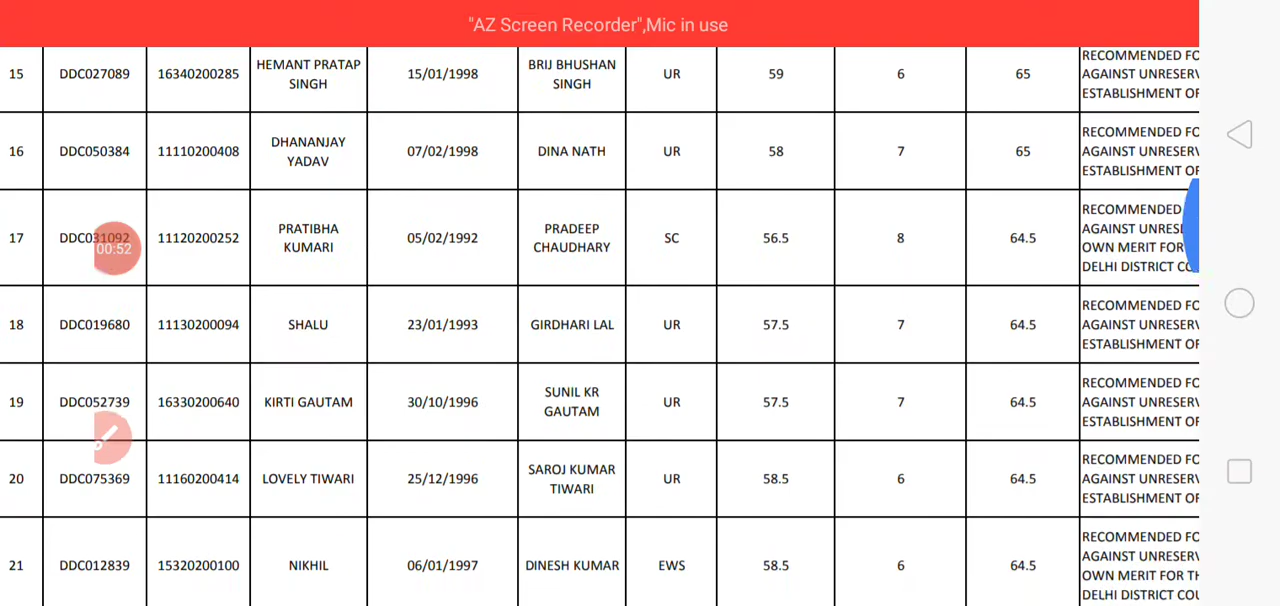 "AZ Screen Recorder",Mic in use
15 DDC027089 16340200285 HEMANT PRATAP SINGH 15/01/1998 BRIJ BHUSHAN SINGH UR 59 6 65 RECOMMENDED FO
AGAINST UNRESERV
ESTABLISHMENT OF
16 DDC050384 11110200408 DHANANJAY YADAV 07/02/1998 DINA NATH UR 58 7 65 RECOMMENDED FO
AGAINST UNRESERV
ESTABLISHMENT OF
17 DDC031092 11120200252 PRATIBHA KUMARI 05/02/1992 PRADEEP CHAUDHARY SC 56.5 8 64.5 RECOMMENDED
AGAINST UNRESE
OWN MERIT FOR
DELHI DISTRICT CO
00:52
18 DDC019680 11130200094 SHALU 23/01/1993 GIRDHARI LAL UR 57.5 7 64.5 RECOMMENDED FO
AGAINST UNRESERV
ESTABLISHMENT OF
19 DDC052739 16330200640 KIRTI GAUTAM 30/10/1996 SUNIL KR GAUTAM UR 57.5 7 64.5 RECOMMENDED FO
AGAINST UNRESERV
ESTABLISHMENT OF
20 DDC075369 11160200414 LOVELY TIWARI 25/12/1996 SAROJ KUMAR TIWARI UR 58.5 6 64.5 RECOMMENDED FO
AGAINST UNRESERV
ESTABLISHMENT OF
21 DDC012839 15320200100 NIKHIL 06/01/1997 DINESH KUMAR EWS 58.5 6 64.5 RECOMMENDED FO
AGAINST UNRESERV
OWN MERIT FOR TH
DELHI DISTRICT COU